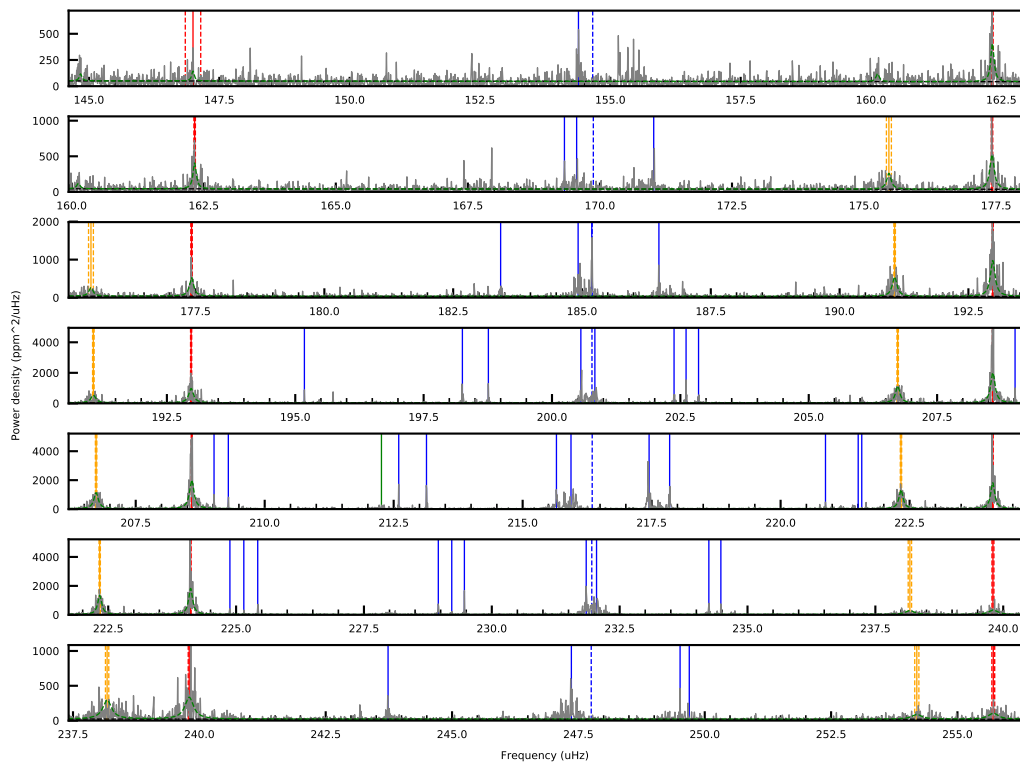 500
250
0
145.0 147.5 150.0 152.5 155.0 157.5 160.0 162.5
1000
500
0
160.0 162.5 165.0 167.5 170.0 172.5 175.0 177.5
2000
1000
0
177.5 180.0 182.5 185.0 187.5 190.0 192.5
4000
2000
0
192.5 195.0 197.5 200.0 202.5 205.0 207.5
4000
2000
0
207.5 210.0 212.5 215.0 217.5 220.0 222.5
4000
2000
0
222.5 225.0 227.5 230.0 232.5 235.0 237.5 240.0
1000
500
0
237.5 240.0 242.5 245.0 247.5 250.0 252.5 255.0
Power density (ppm^2/uHz)
Frequency (uHz)